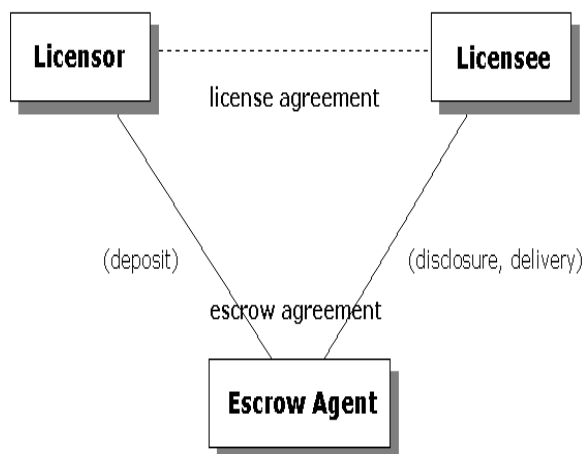 Licensor
Licensee
license agreement
(deposit)
(disclosure, delivery)
escrow agreement
Escrow Agent